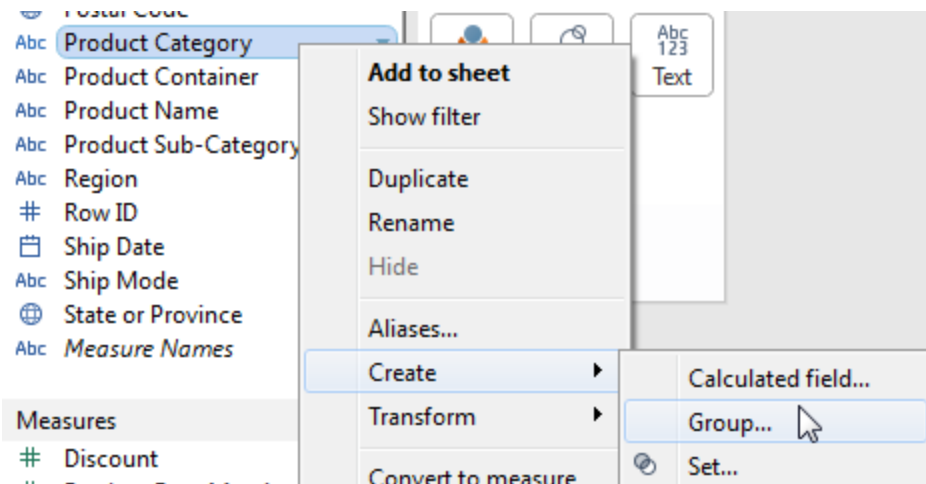 Postal Code
Abc Product Category
Abc Product Container
Abc Product Name
Abc Product Sub-Category
Abc Region
# Row ID
Ship Date
Abc Ship Mode
State or Province
Abc Measure Names
Measures
# Discount
Abc
123
Text
Add to sheet
Show filter
Duplicate
Rename
Hide
Aliases...
Create
Transform
Convert to measure
Calculated field...
Group...
Set...